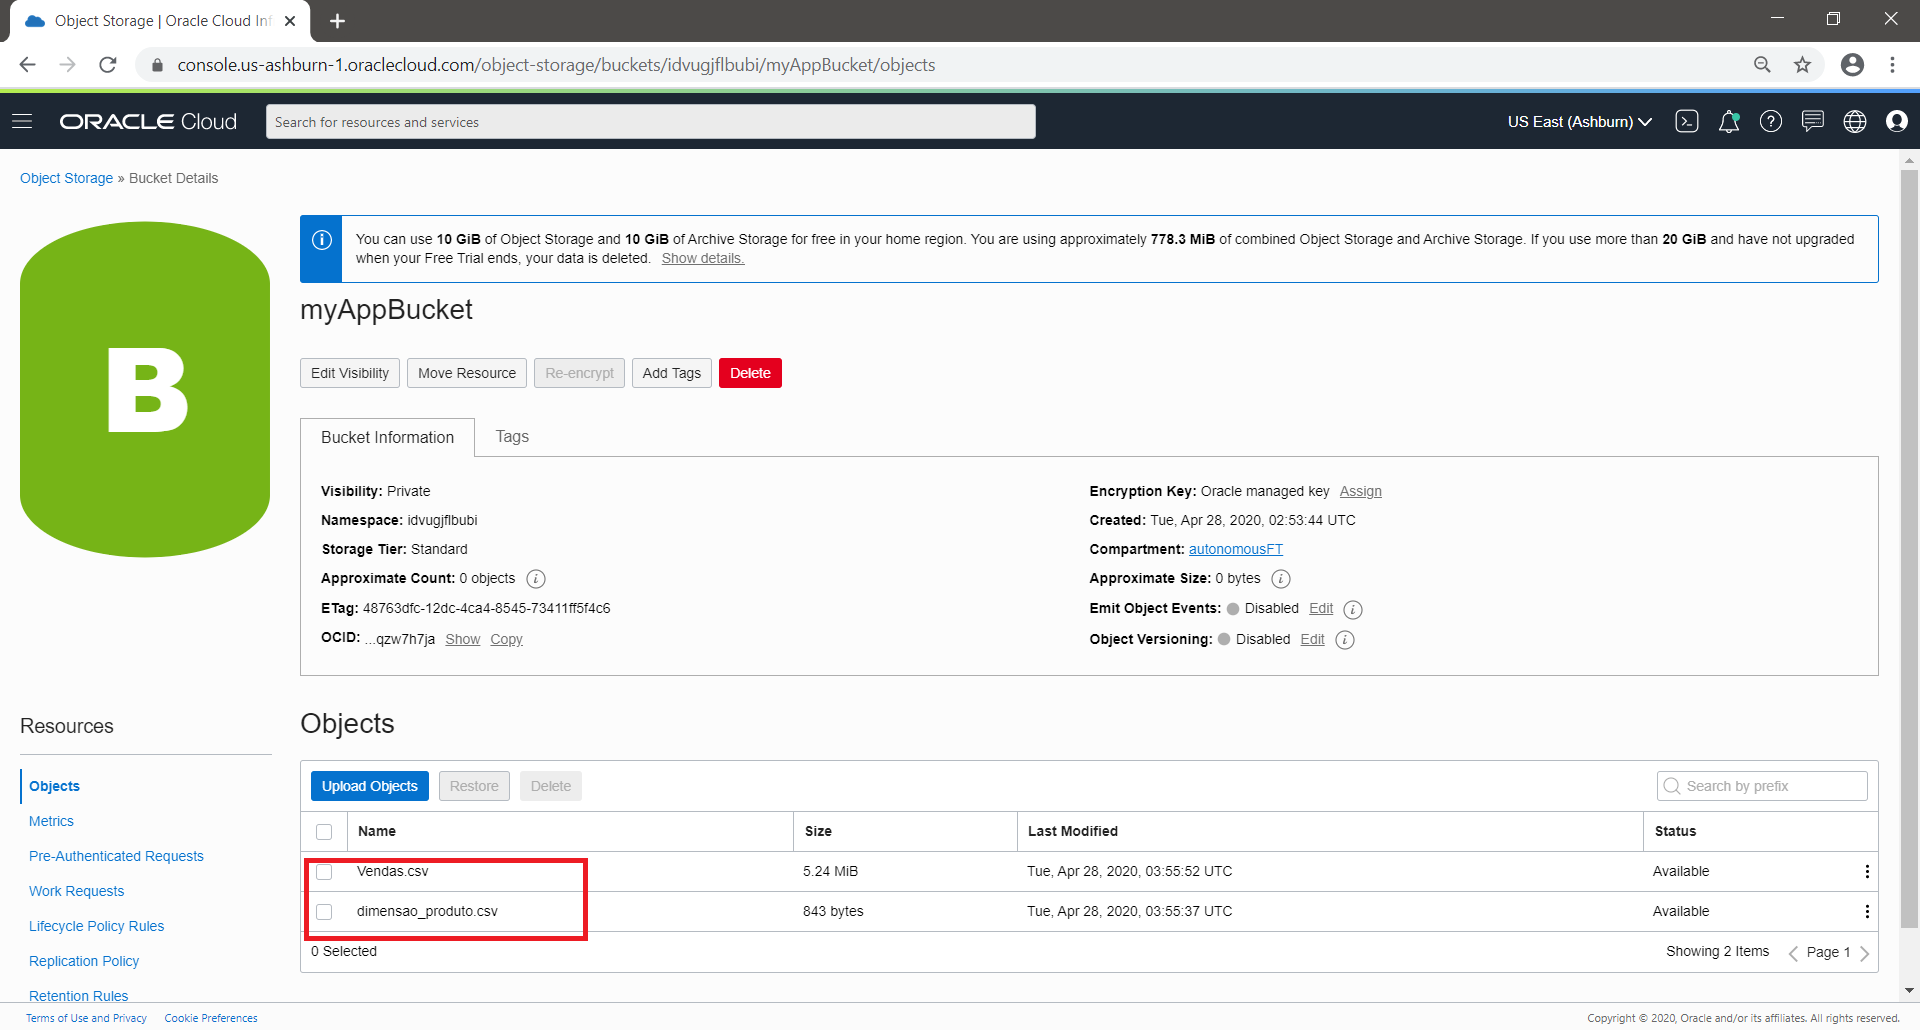 Object Storage | Oracle Cloud Inf
console.us-ashburn-1.oraclecloud.com/object-storage/buckets/idvugjflbubi/myAppBucket/objects
ORACLE Cloud
Search for resources and services
US East (Ashburn)
Object Storage » Bucket Details
You can use 10 GiB of Object Storage and 10 GiB of Archive Storage for free in your home region. You are using approximately 778.3 MiB of combined Object Storage and Archive Storage. If you use more than 20 GiB and have not upgraded
when your Free Trial ends, your data is deleted. Show details.
B
myAppBucket
Edit Visibility
Move Resource
Re-encrypt
Add Tags
Delete
Bucket Information
Tags
Visibility: Private
Namespace: idvugjflbubi
Storage Tier: Standard
Approximate Count: 0 objects
ETag: 48763dfc-12dc-4ca4-8545-73411ff5f4c6
OCID: ...qzw7h7ja Show Copy
Encryption Key: Oracle managed key Assign
Created: Tue, Apr 28, 2020, 02:53:44 UTC
Compartment: autonomousFT
Approximate Size: 0 bytes
Emit Object Events: Disabled Edit
Object Versioning: Disabled Edit
Resources
Objects
Metrics
Pre-Authenticated Requests
Work Requests
Lifecycle Policy Rules
Replication Policy
Retention Rules
Objects
Upload Objects
Restore
Delete
Search by prefix
Name Size Last Modified Status
Vendas.csv 5.24 MiB Tue, Apr 28, 2020, 03:55:52 UTC Available
dimensao_produto.csv 843 bytes Tue, Apr 28, 2020, 03:55:37 UTC Available
0 Selected
Showing 2 Items
Page 1
Terms of Use and Privacy
Cookie Preferences
Copyright © 2020, Oracle and/or its affiliates. All rights reserved.